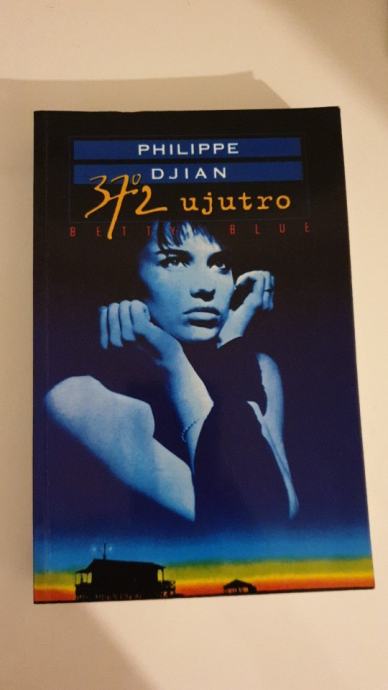 PHILIPPE
DJIAN
37°2 ujutro
BETTY BLUE